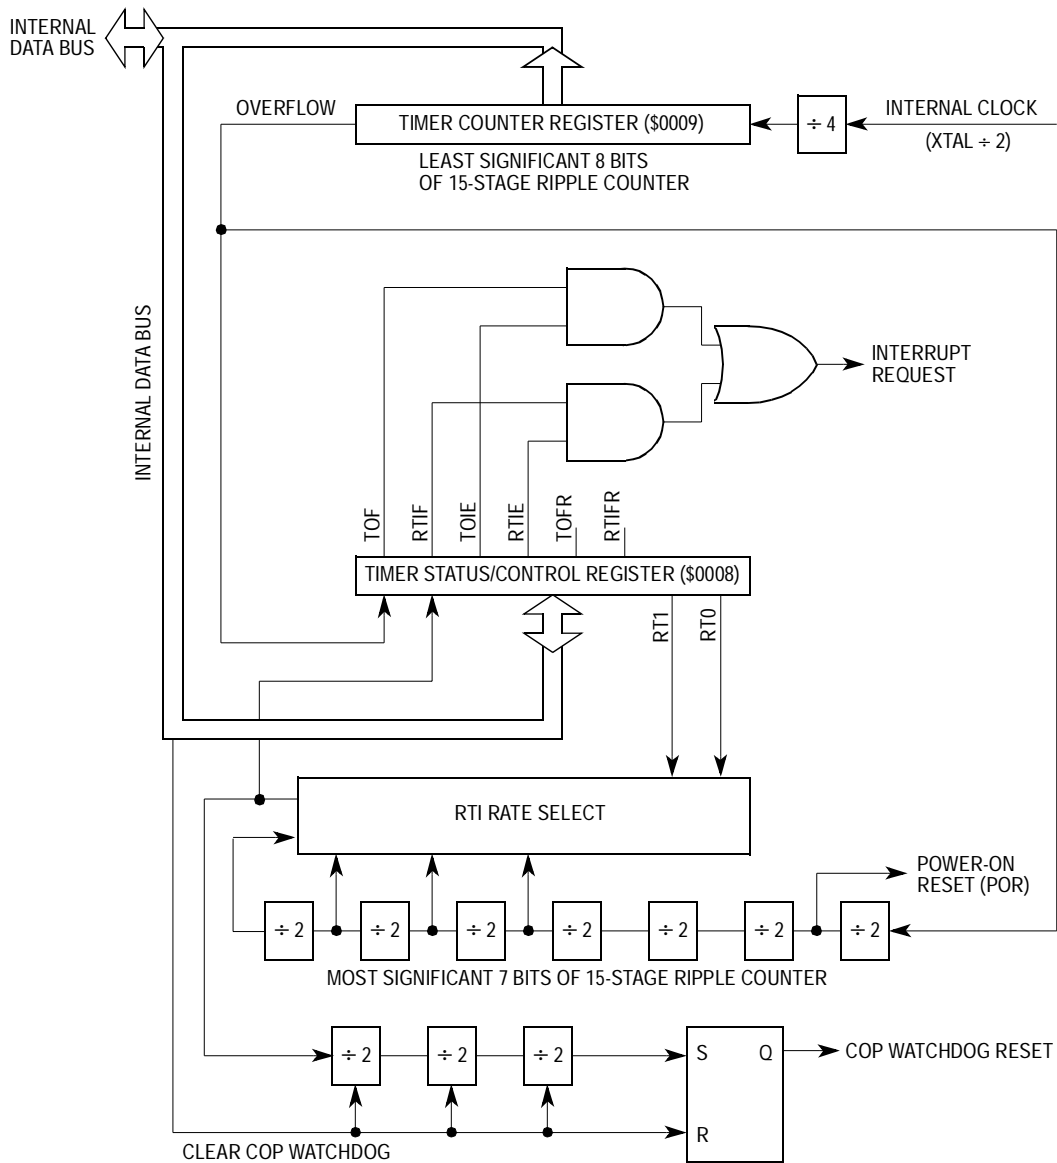 INTERNAL
DATA BUS
OVERFLOW
TIMER COUNTER REGISTER ($0009)
÷ 4
INTERNAL CLOCK
(XTAL ÷ 2)
LEAST SIGNIFICANT 8 BITS
OF 15-STAGE RIPPLE COUNTER
INTERNAL DATA BUS
INTERRUPT
REQUEST
TOF
RTIF
TOIE
RTIE
TOFR
RTIFR
TIMER STATUS/CONTROL REGISTER ($0008)
RT1
RT0
RTI RATE SELECT
POWER-ON
RESET (POR)
÷ 2
÷ 2
÷ 2
÷ 2
÷ 2
÷ 2
÷ 2
MOST SIGNIFICANT 7 BITS OF 15-STAGE RIPPLE COUNTER
÷ 2
÷ 2
÷ 2
S
Q
COP WATCHDOG RESET
R
CLEAR COP WATCHDOG